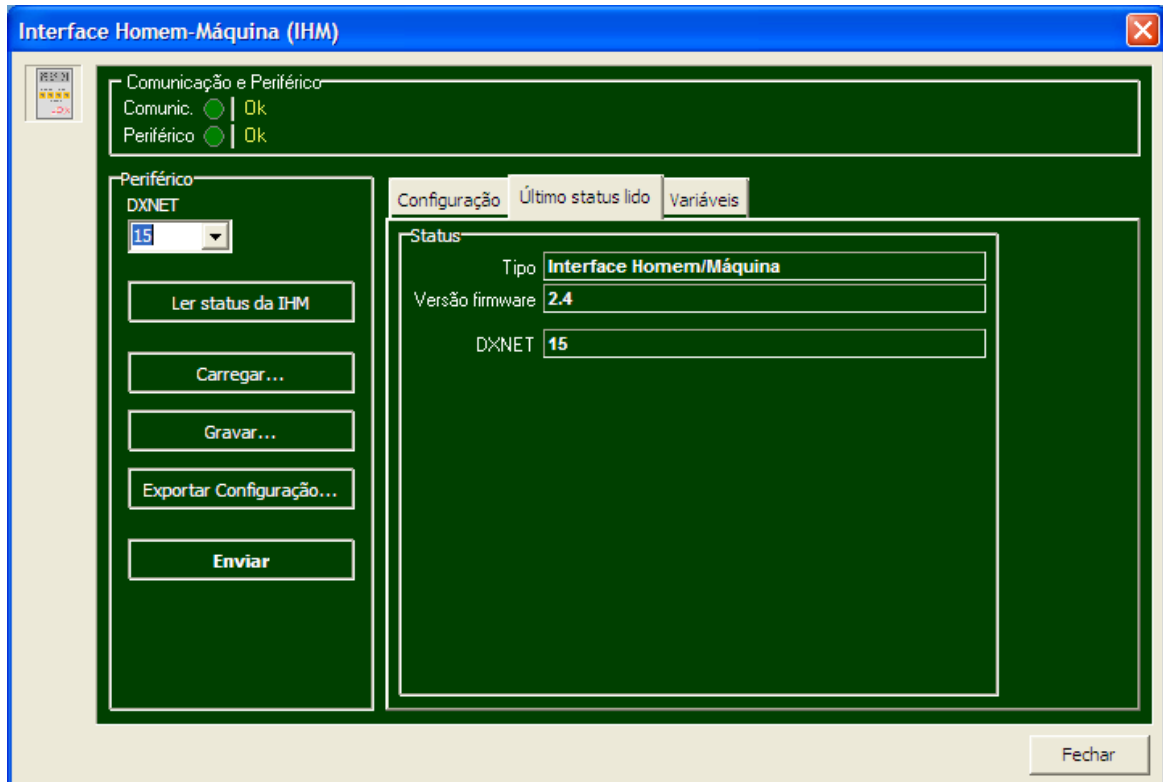 Interface Homem-Máquina (IHM)
Comunicação e Periférico
Comunic. Ok
Periférico Ok
Periférico
DXNET
15
Ler status da IHM
Carregar...
Gravar...
Exportar Configuração...
Enviar
Configuração Último status lido Variáveis
Status
Tipo Interface Homem/Máquina
Versão firmware 2.4
DXNET 15
Fechar